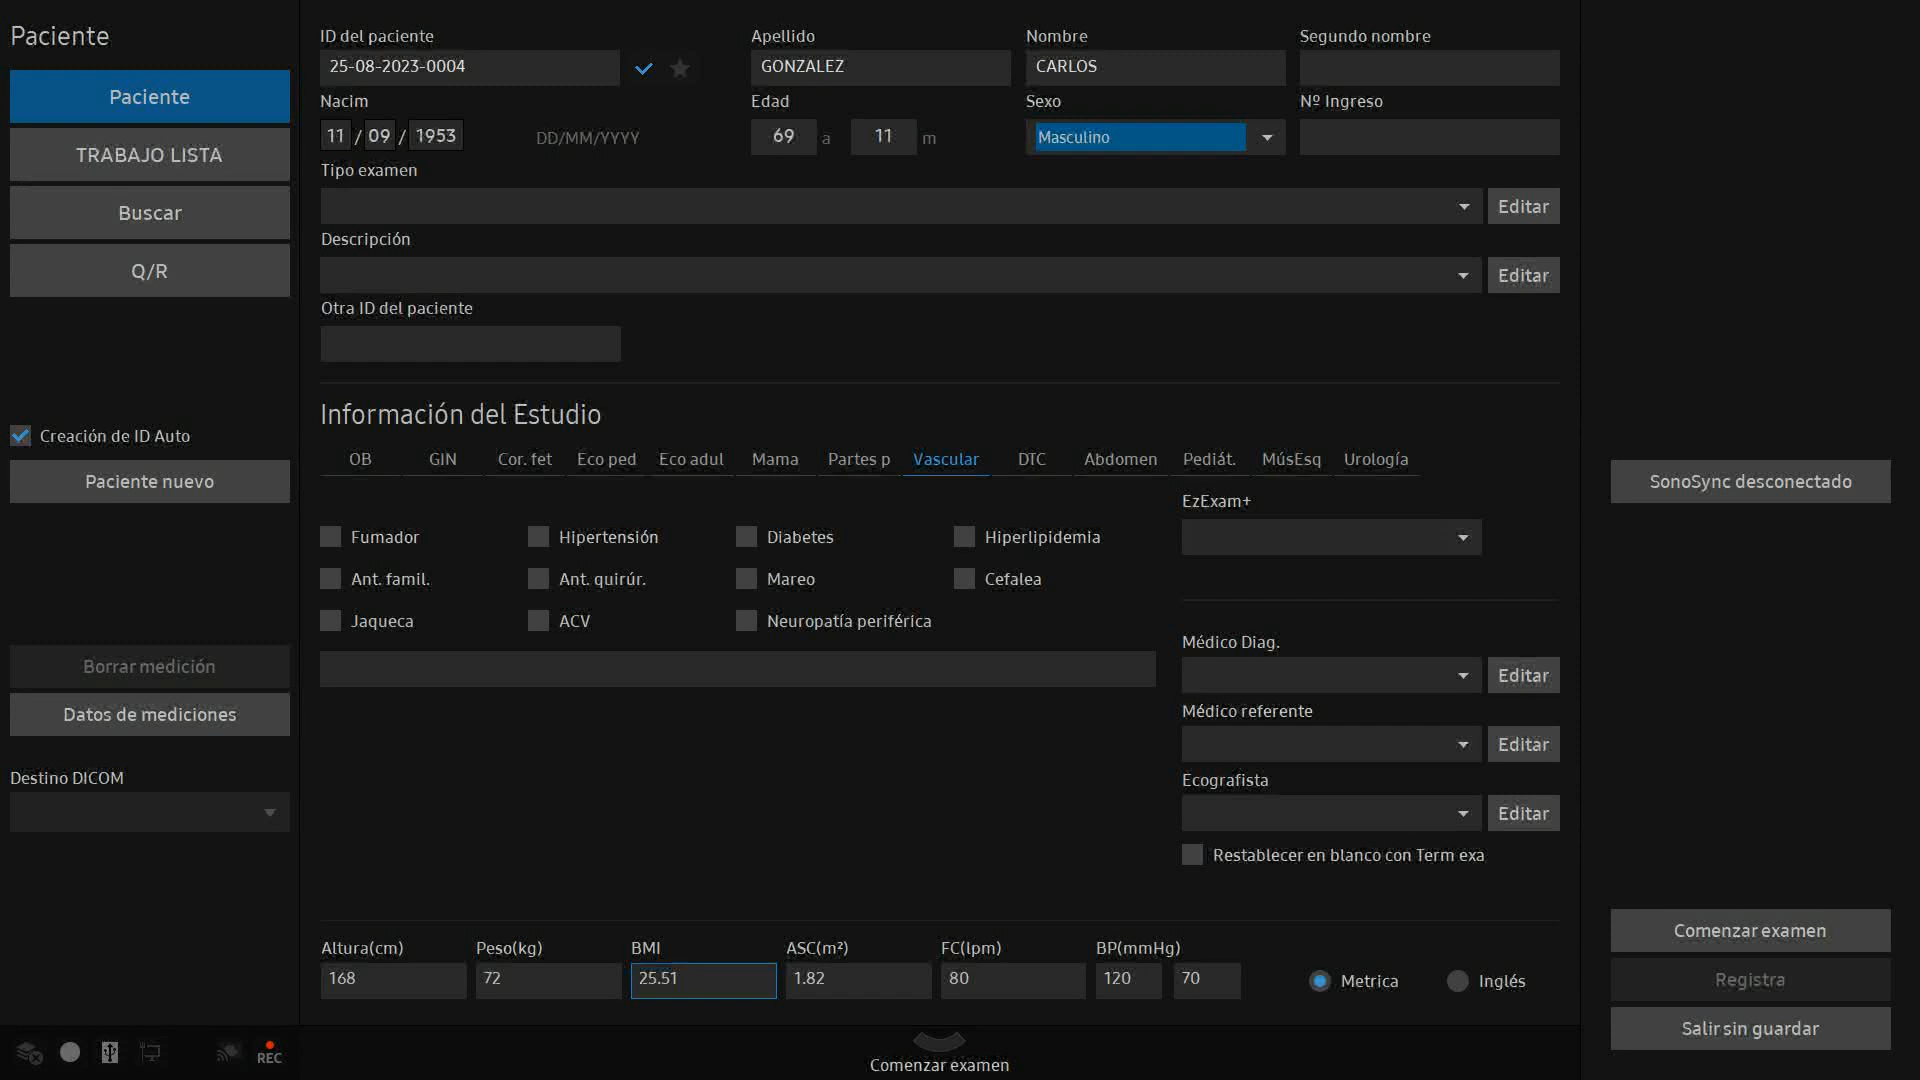 Paciente
Paciente
TRABAJO LISTA
Buscar
Q/R
Creación de ID Auto
Paciente nuevo
Borrar medición
Datos de mediciones
Destino DICOM
REC
ID del paciente
25-08-2023-0004
Apellido
GONZALEZ
Nombre
CARLOS
Segundo nombre
Nacim
11 / 09 / 1953
DD/MM/YYYY
Edad
69 a 11 m
Sexo
Masculino
Nº Ingreso
Tipo examen
Editar
Descripción
Editar
Otra ID del paciente
Información del Estudio
OB GIN Cor. fet Eco ped Eco adul Mama Partes p Vascular DTC Abdomen Pediát. MúsEsq Urología
Fumador Hipertensión Diabetes Hiperlipidemia
Ant. famil. Ant. quirúr. Mareo Cefalea
Jaqueca ACV Neuropatía periférica
EzExam+
Médico Diag.
Editar
Médico referente
Editar
Ecografista
Editar
Restablecer en blanco con Term exa
Altura(cm) Peso(kg) BMI ASC(m²) FC(lpm) BP(mmHg)
168 72 25.51 1.82 80 120 70 Metrica Inglés
Comenzar examen
SonoSync desconectado
Comenzar examen
Registra
Salir sin guardar